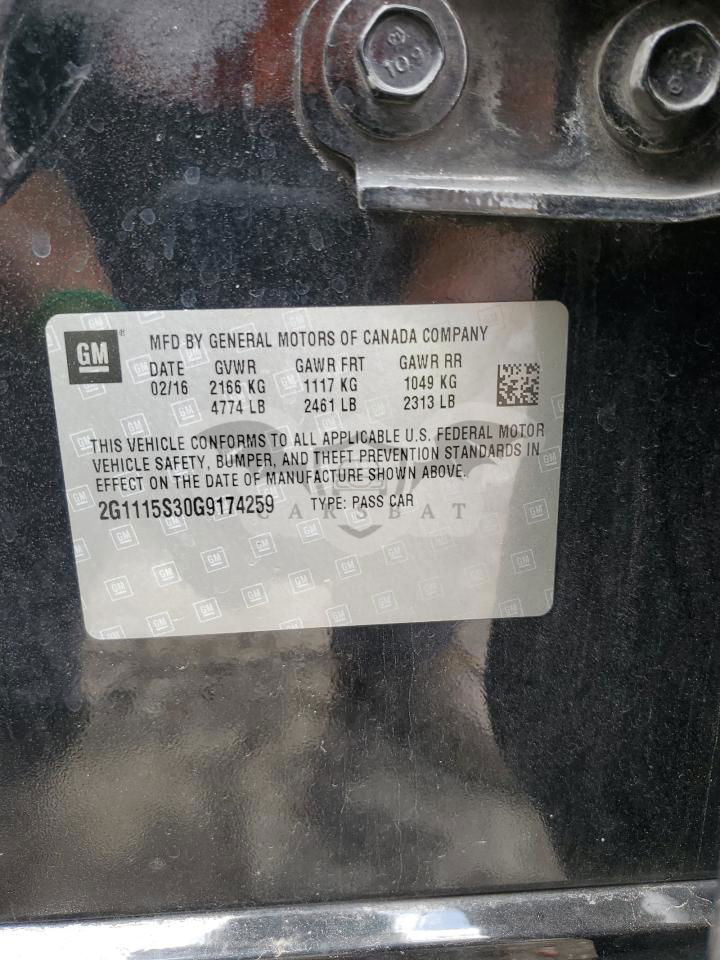 GM
MFD BY GENERAL MOTORS OF CANADA COMPANY
DATE GVWR GAWR FRT GAWR RR
02/16 2166 KG 1117 KG 1049 KG
4774 LB 2461 LB 2313 LB
THIS VEHICLE CONFORMS TO ALL APPLICABLE U.S. FEDERAL MOTOR
VEHICLE SAFETY, BUMPER, AND THEFT PREVENTION STANDARDS IN
EFFECT ON THE DATE OF MANUFACTURE SHOWN ABOVE.
2G1115S30G9174259 TYPE: PASS CAR
CARSBAT